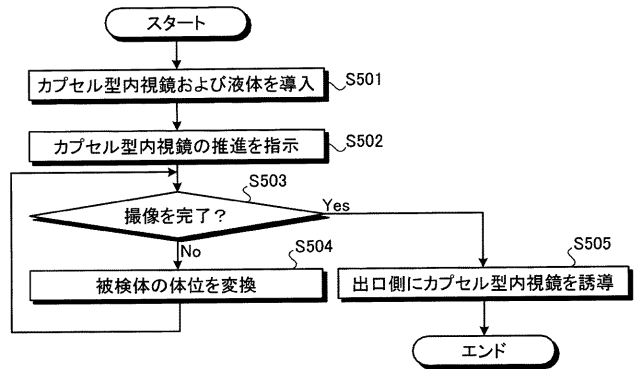 スタート
カプセル型内視鏡および液体を導入
S501
カプセル型内視鏡の推進を指示
S502
撮像を完了？
S503
Yes
No
被検体の体位を変換
S504
出口側にカプセル型内視鏡を誘導
S505
エンド